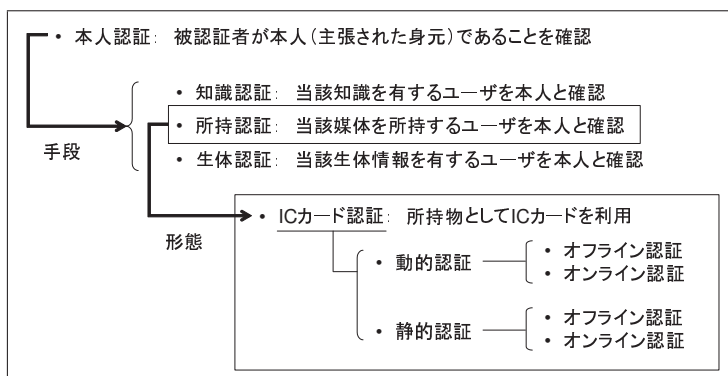 ・ 本人認証： 被認証者が本人（主張された身元）であることを確認
・ 知識認証： 当該知識を有するユーザを本人と確認
・ 所持認証： 当該媒体を所持するユーザを本人と確認
・ 生体認証： 当該生体情報を有するユーザを本人と確認
手段
・ ICカード認証： 所持物としてICカードを利用
形態
・ 動的認証
・ オフライン認証
・ オンライン認証
・ 静的認証
・ オフライン認証
・ オンライン認証